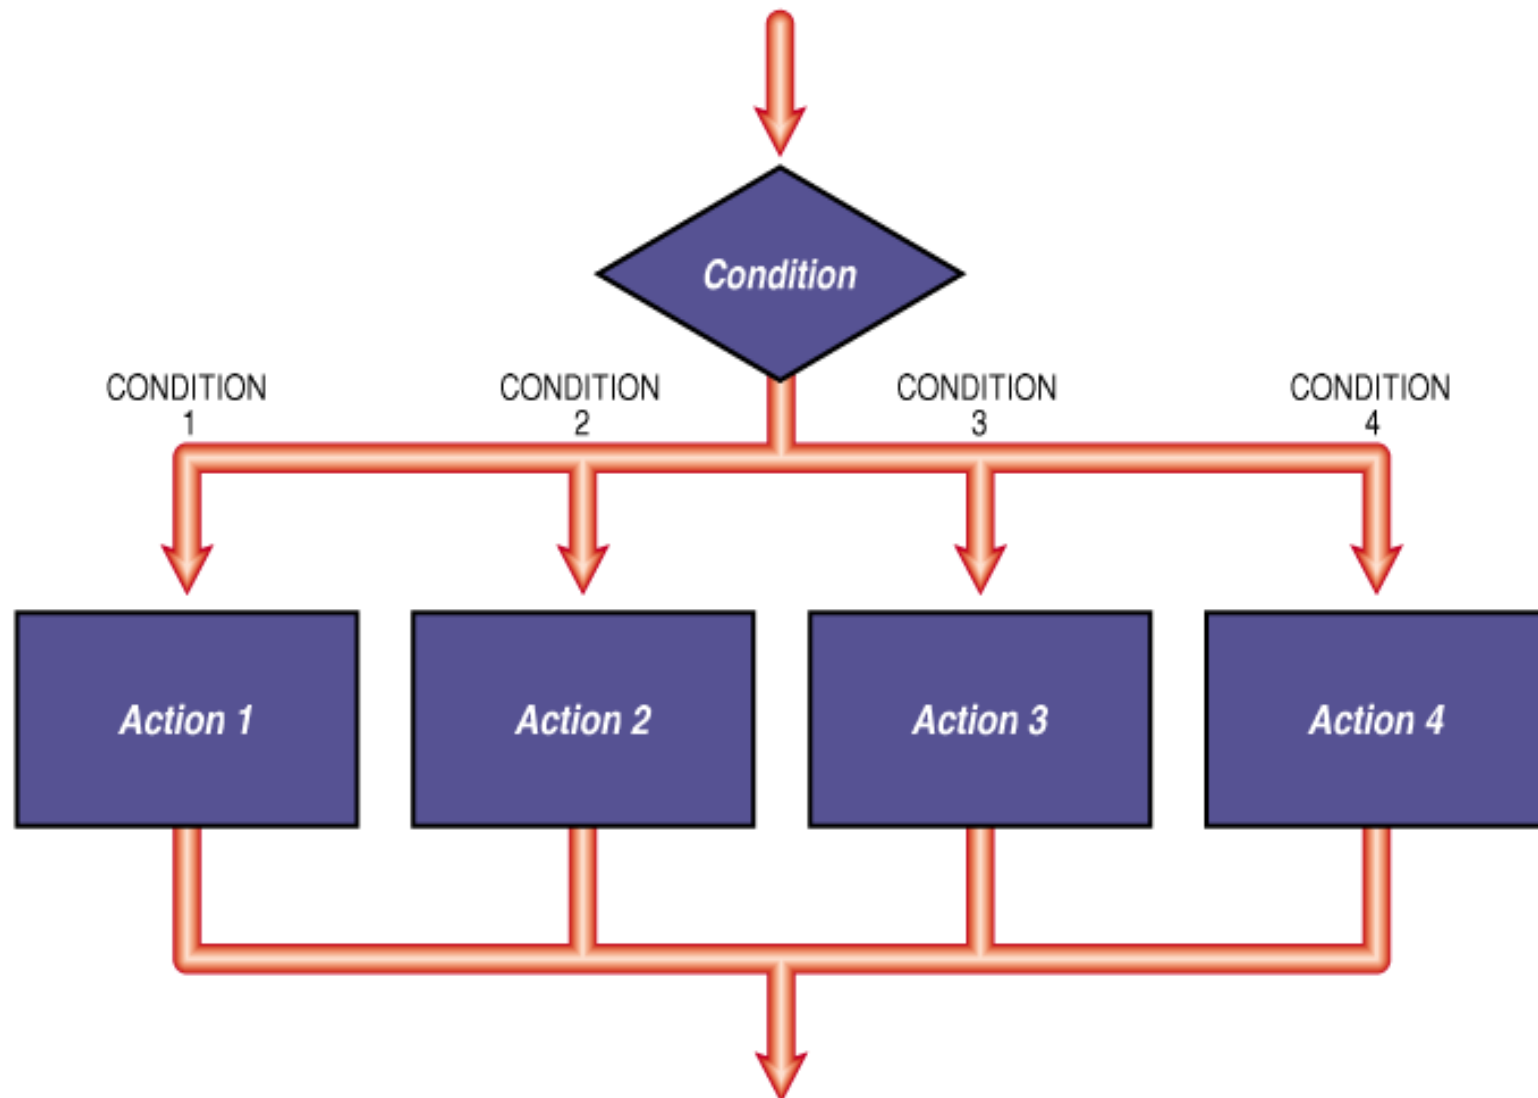 Condition
CONDITION
1
CONDITION
2
CONDITION
3
CONDITION
4
Action 1
Action 2
Action 3
Action 4